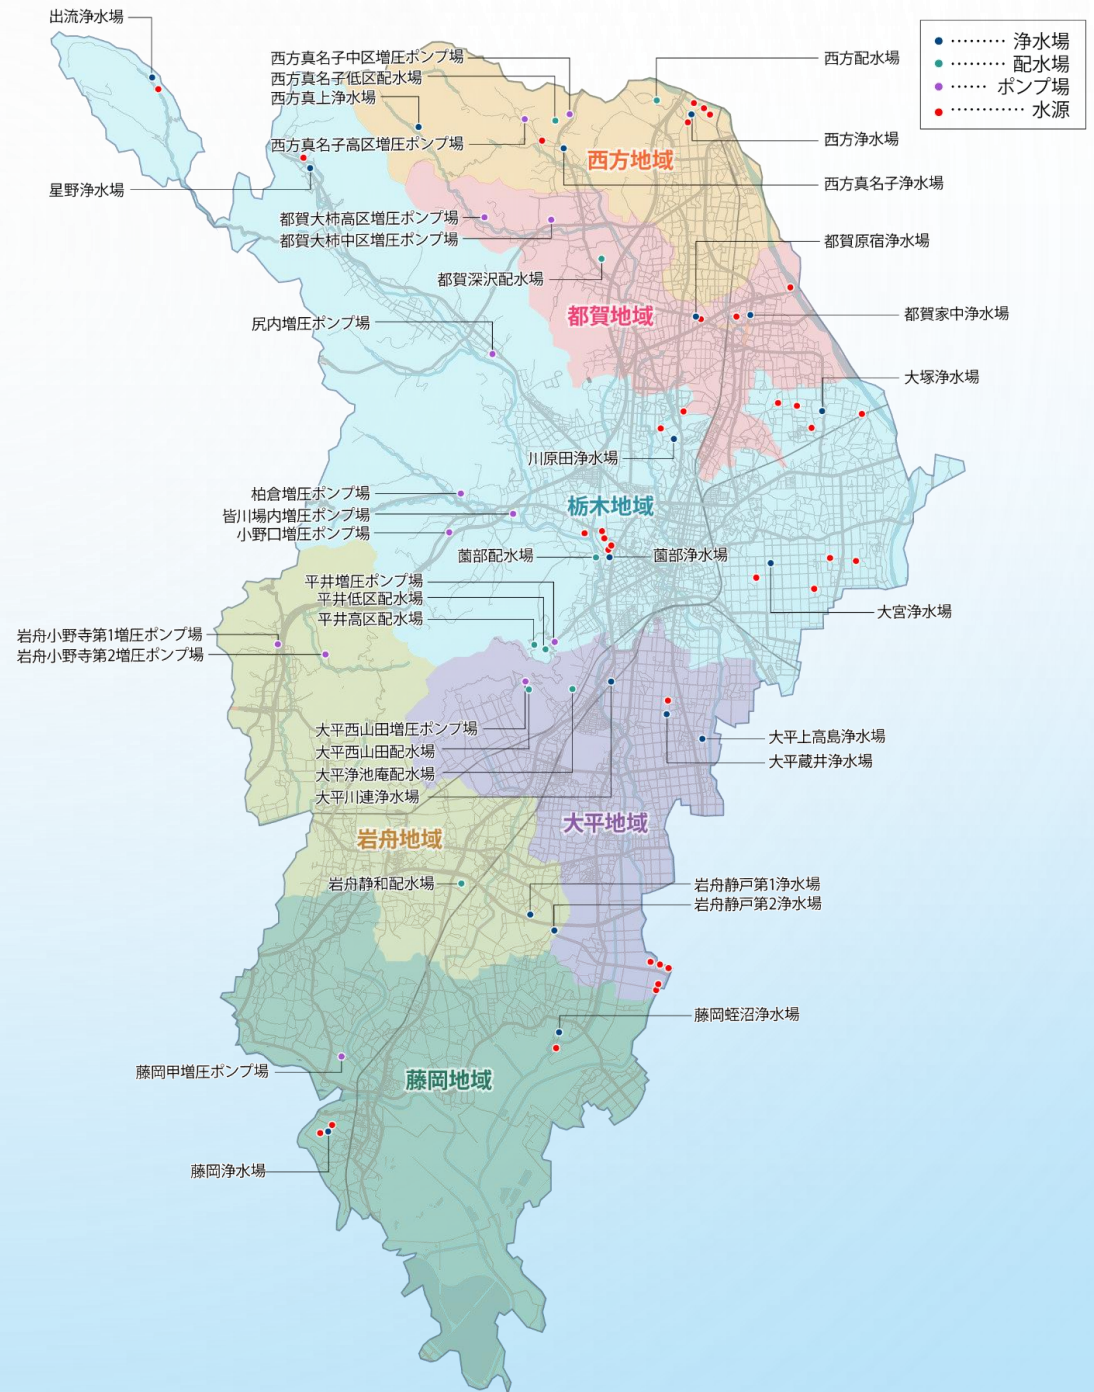 出流浄水場
西方真名子中区増圧ポンプ場
西方真名子低区配水場
西方真上浄水場
西方真名子高区増圧ポンプ場
星野浄水場
西方配水場
西方浄水場
西方真名子浄水場
●………浄水場
●………配水場
●……ポンプ場
●…………水源
西方地域
都賀大柿高区増圧ポンプ場
都賀大柿中区増圧ポンプ場
都賀深沢配水場
都賀原宿浄水場
都賀地域
尻内増圧ポンプ場
都賀家中浄水場
大塚浄水場
川原田浄水場
柏倉増圧ポンプ場
皆川場内増圧ポンプ場
小野口増圧ポンプ場
栃木地域
薗部配水場
薗部浄水場
平井増圧ポンプ場
平井低区配水場
平井高区配水場
大宮浄水場
岩舟小野寺第1増圧ポンプ場
岩舟小野寺第2増圧ポンプ場
大平西山田増圧ポンプ場
大平西山田配水場
大平浄池庵配水場
大平川連浄水場
大平上高島浄水場
大平蔵井浄水場
大平地域
岩舟地域
岩舟静和配水場
岩舟静戸第1浄水場
岩舟静戸第2浄水場
藤岡蛭沼浄水場
藤岡甲増圧ポンプ場
藤岡地域
藤岡浄水場